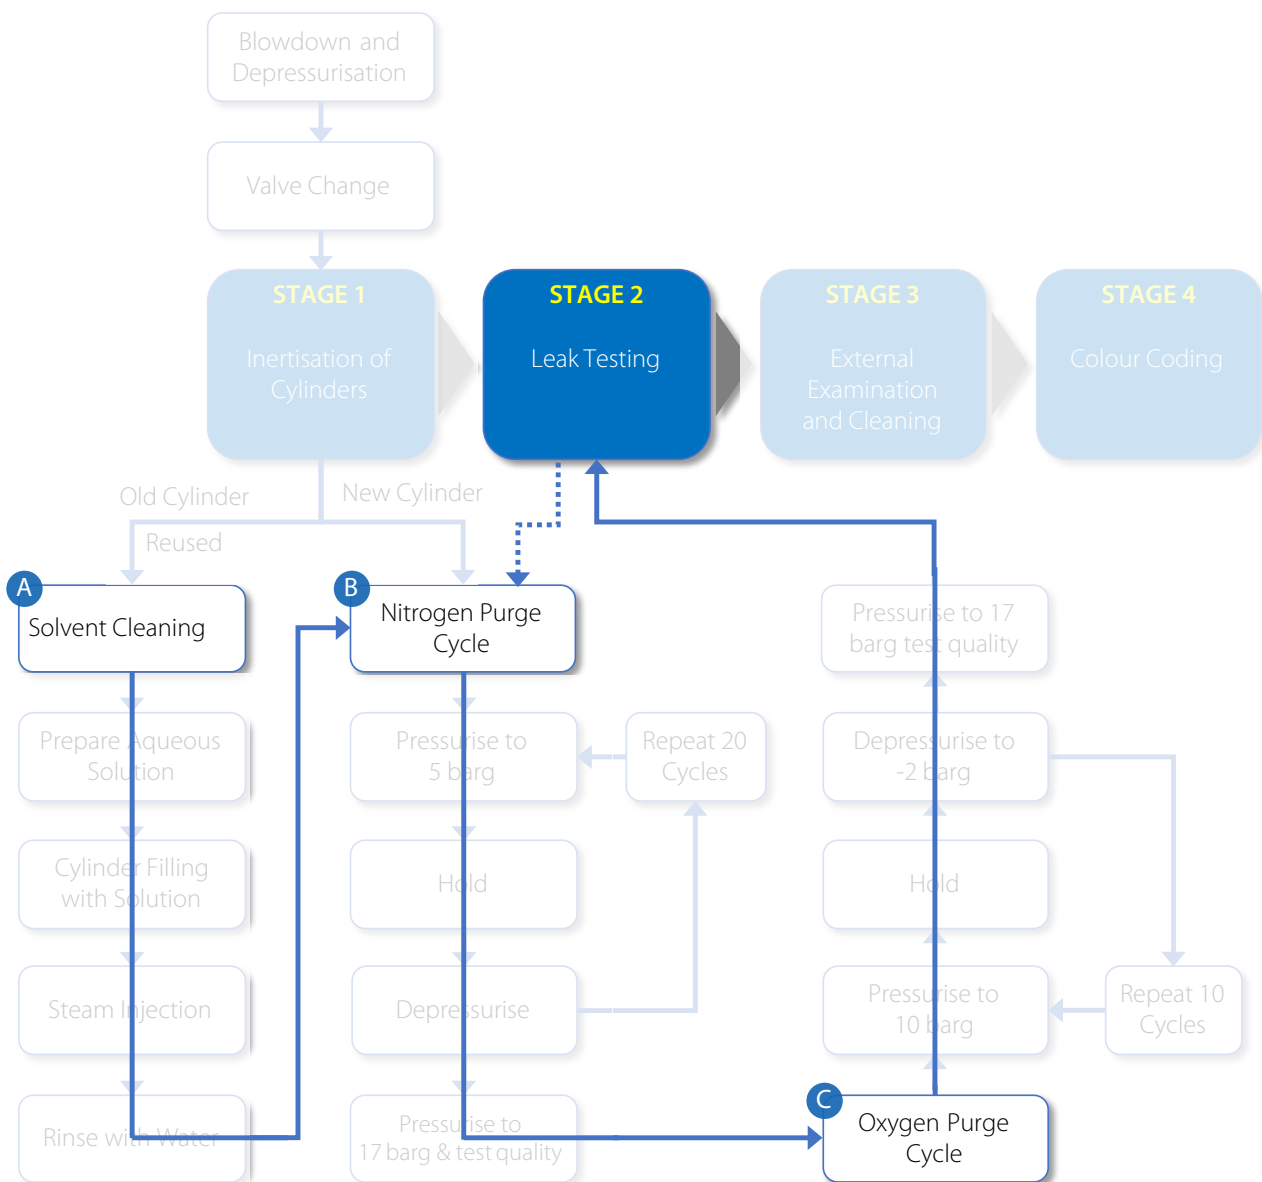 Blowdown and
Depressurisation
Valve Change
STAGE 1
Inertisation of
Cylinders
STAGE 2
Leak Testing
STAGE 3
External
Examination
and Cleaning
STAGE 4
Colour Coding
Old Cylinder
Reused
New Cylinder
A
Solvent Cleaning
Prepare Aqueous
Solution
Cylinder Filling
with Solution
Steam Injection
Rinse with Water
B
Nitrogen Purge
Cycle
Pressurise to
5 barg
Repeat 20
Cycles
Hold
Depressurise
Pressurise to
17 barg & test quality
Pressurise to 17
barg test quality
Depressurise to
-2 barg
Hold
Pressurise to
10 barg
Repeat 10
Cycles
C
Oxygen Purge
Cycle